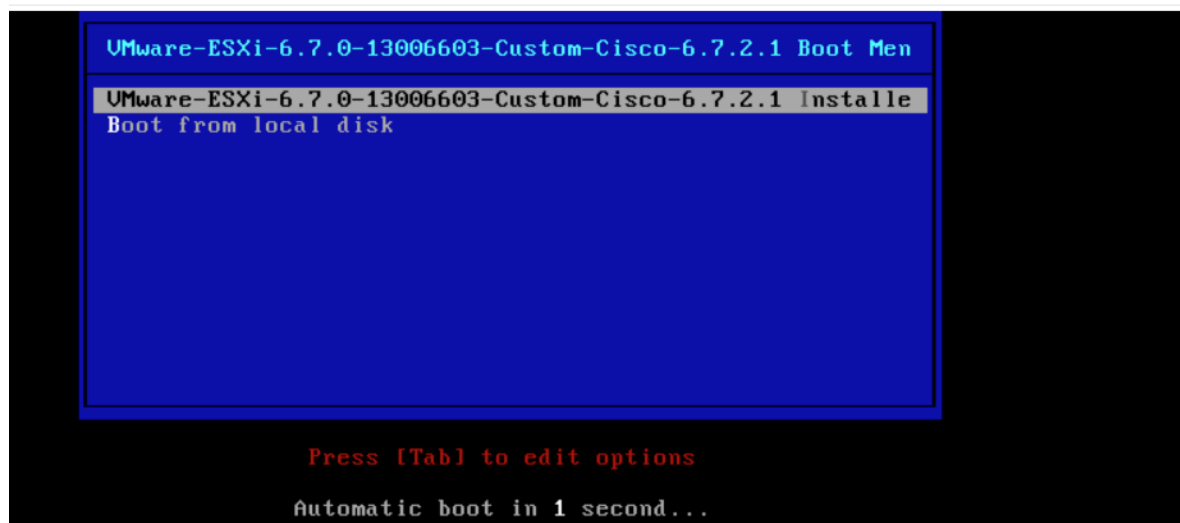 VMware-ESXi-6.7.0-13006603-Custom-Cisco-6.7.2.1 Boot Men
VMware-ESXi-6.7.0-13006603-Custom-Cisco-6.7.2.1 Installe
Boot from local disk
Press [Tab] to edit options
Automatic boot in 1 second...